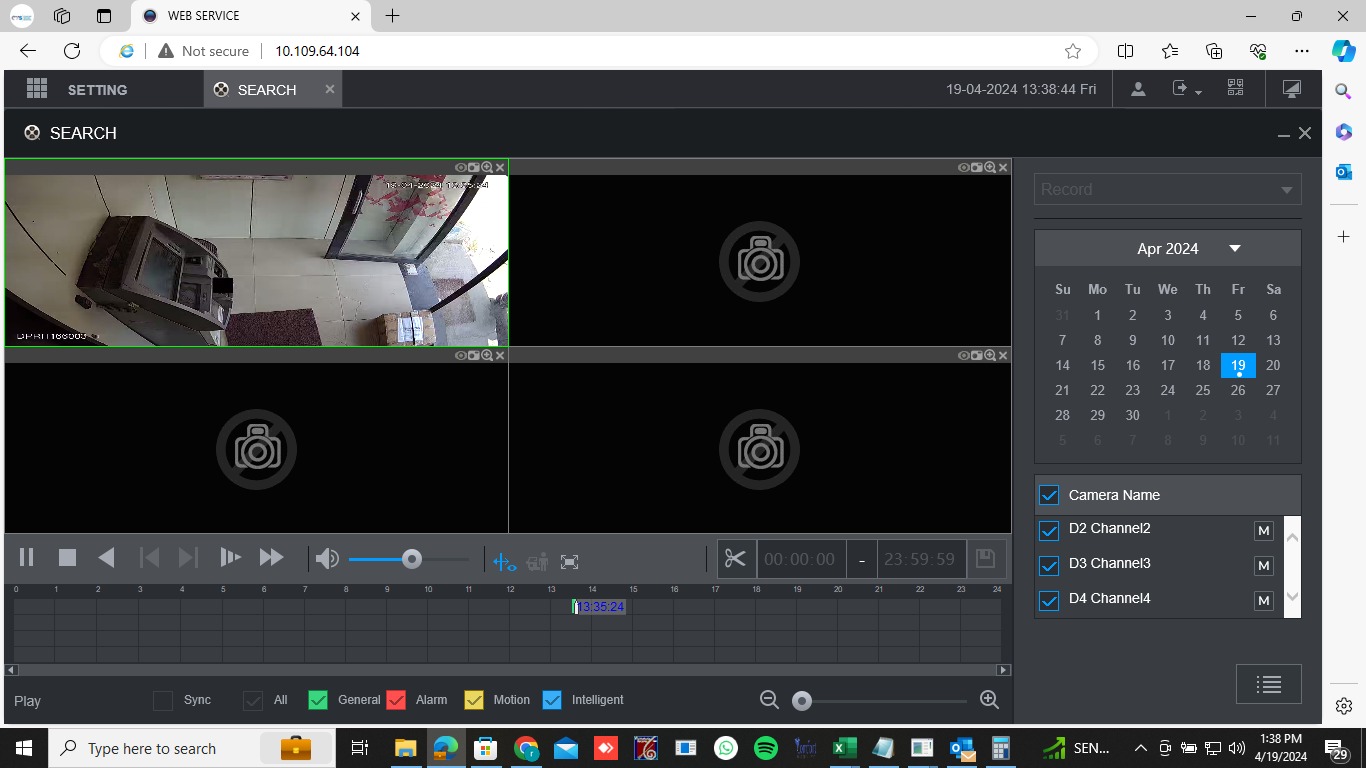 WEB SERVICE
Not secure 10.109.64.104
SETTING SEARCH 19-04-2024 13:38:44 Fri
SEARCH
Record
Apr 2024
Su Mo Tu We Th Fr Sa
31 1 2 3 4 5 6
7 8 9 10 11 12 13
14 15 16 17 18 19 20
21 22 23 24 25 26 27
28 29 30 1 2 3 4
5 6 7 8 9 10 11
Camera Name
D2 Channel2 M
D3 Channel3 M
D4 Channel4 M
00:00:00 - 23:59:59
0 1 2 3 4 5 6 7 8 9 10 11 12 13 14 15 16 17 18 19 20 21 22 23 24
13:35:24
Play Sync All General Alarm Motion Intelligent
Type here to search SEN... 1:38 PM
4/19/2024 29